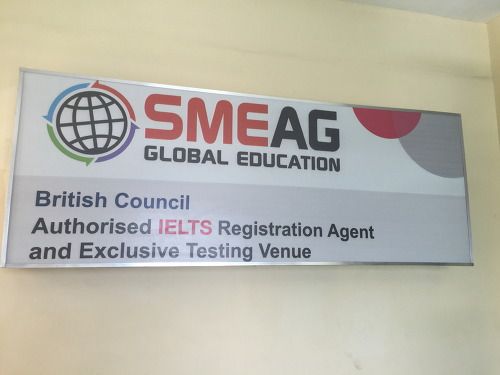 SMEAG
GLOBAL EDUCATION
British Council
Authorised IELTS Registration Agent
and Exclusive Testing Venue